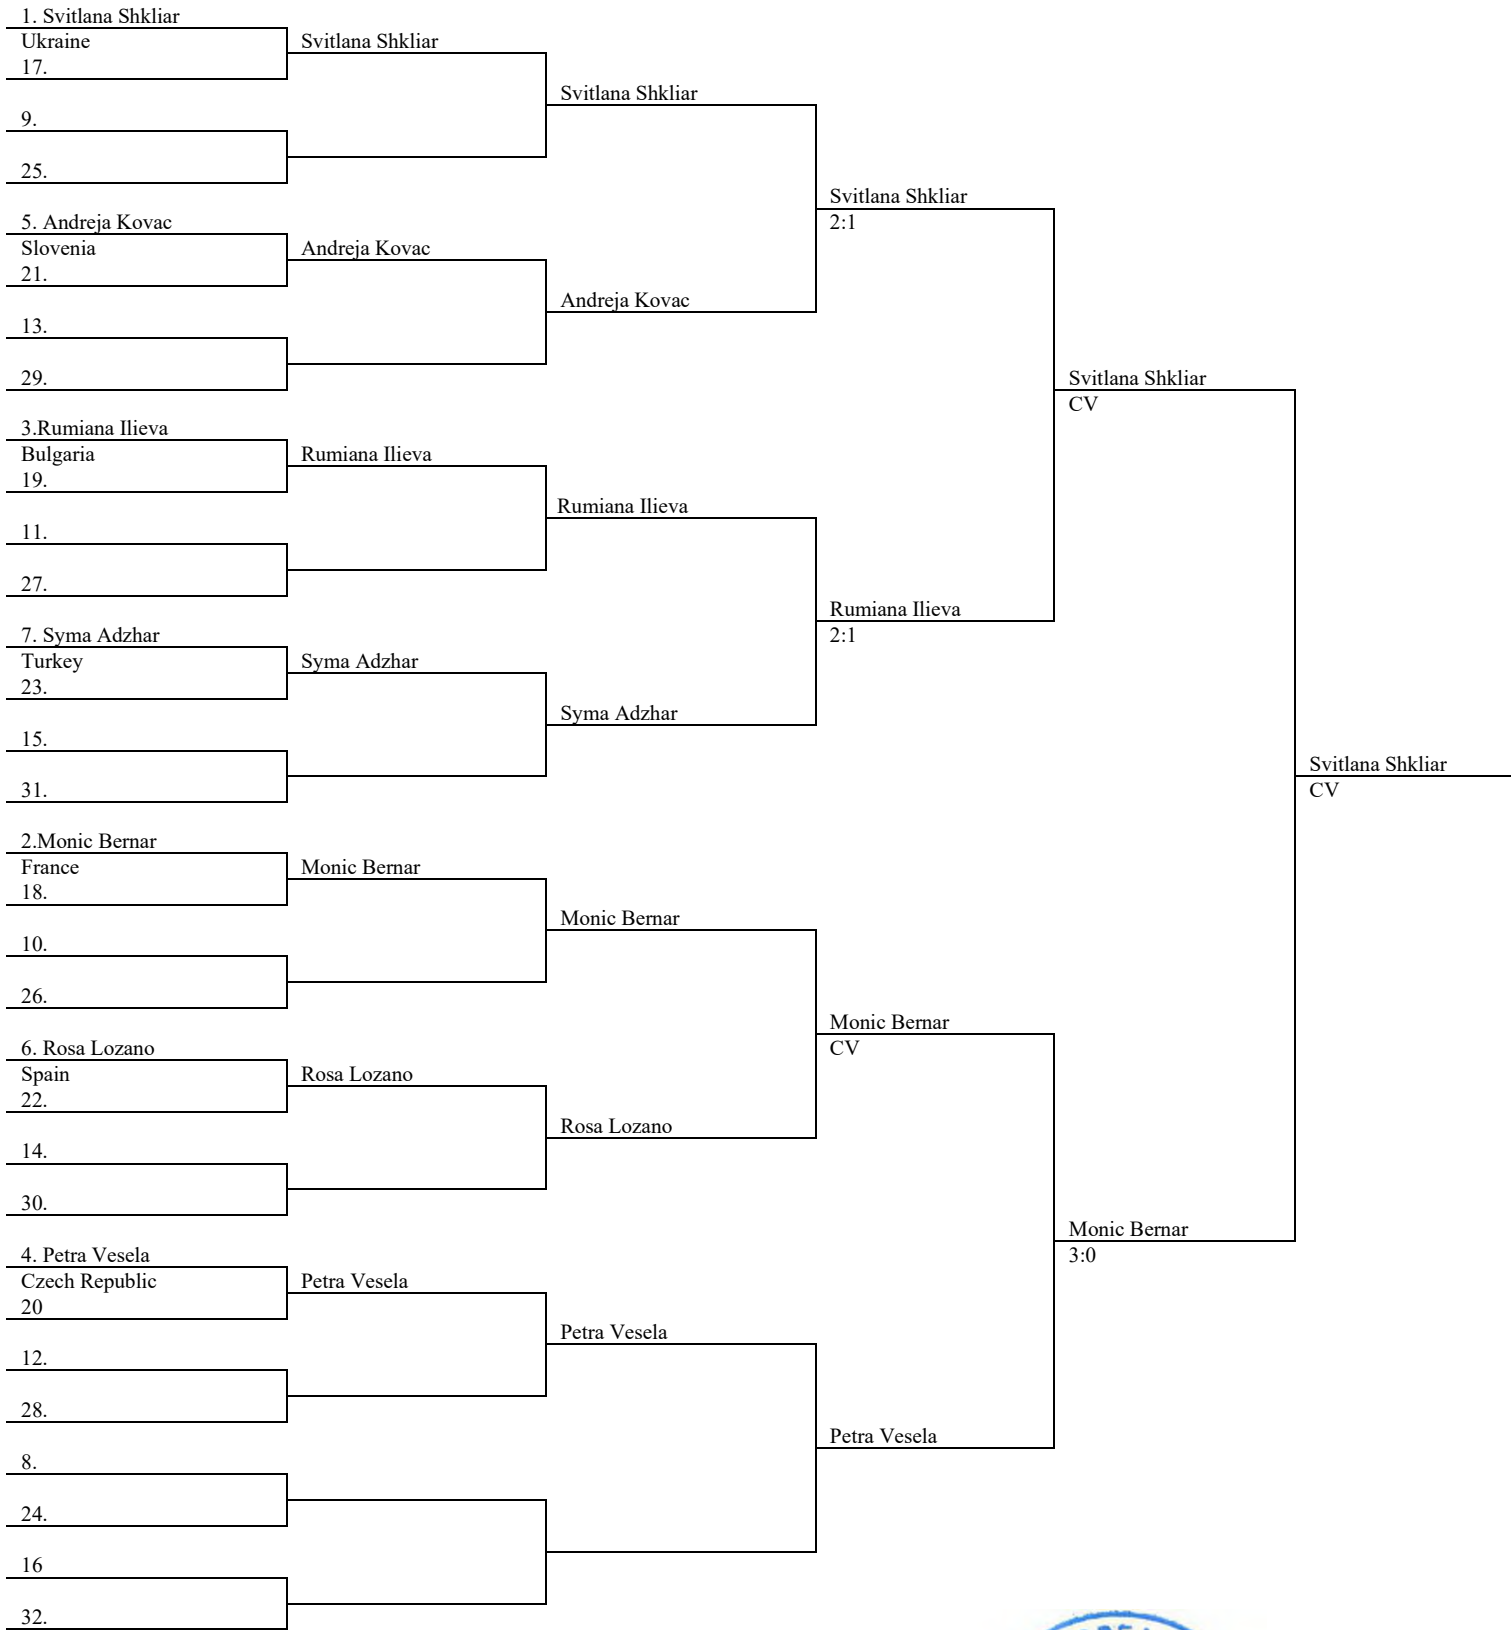 1. Svitlana Shkliar
Ukraine
17.
9.
25.
5. Andreja Kovac
Slovenia
21.
13.
29.
3.Rumiana Ilieva
Bulgaria
19.
11.
27.
7. Syma Adzhar
Turkey
23.
15.
31.
2.Monic Bernar
France
18.
10.
26.
6. Rosa Lozano
Spain
22.
14.
30.
4. Petra Vesela
Czech Republic
20
12.
28.
8.
24.
16
32.
Svitlana Shkliar
Andreja Kovac
Rumiana Ilieva
Syma Adzhar
Monic Bernar
Rosa Lozano
Petra Vesela
Svitlana Shkliar
Andreja Kovac
Rumiana Ilieva
Syma Adzhar
Monic Bernar
Rosa Lozano
Petra Vesela
Svitlana Shkliar
2:1
Rumiana Ilieva
2:1
Monic Bernar
CV
Petra Vesela
Svitlana Shkliar
CV
Monic Bernar
3:0
Svitlana Shkliar
CV